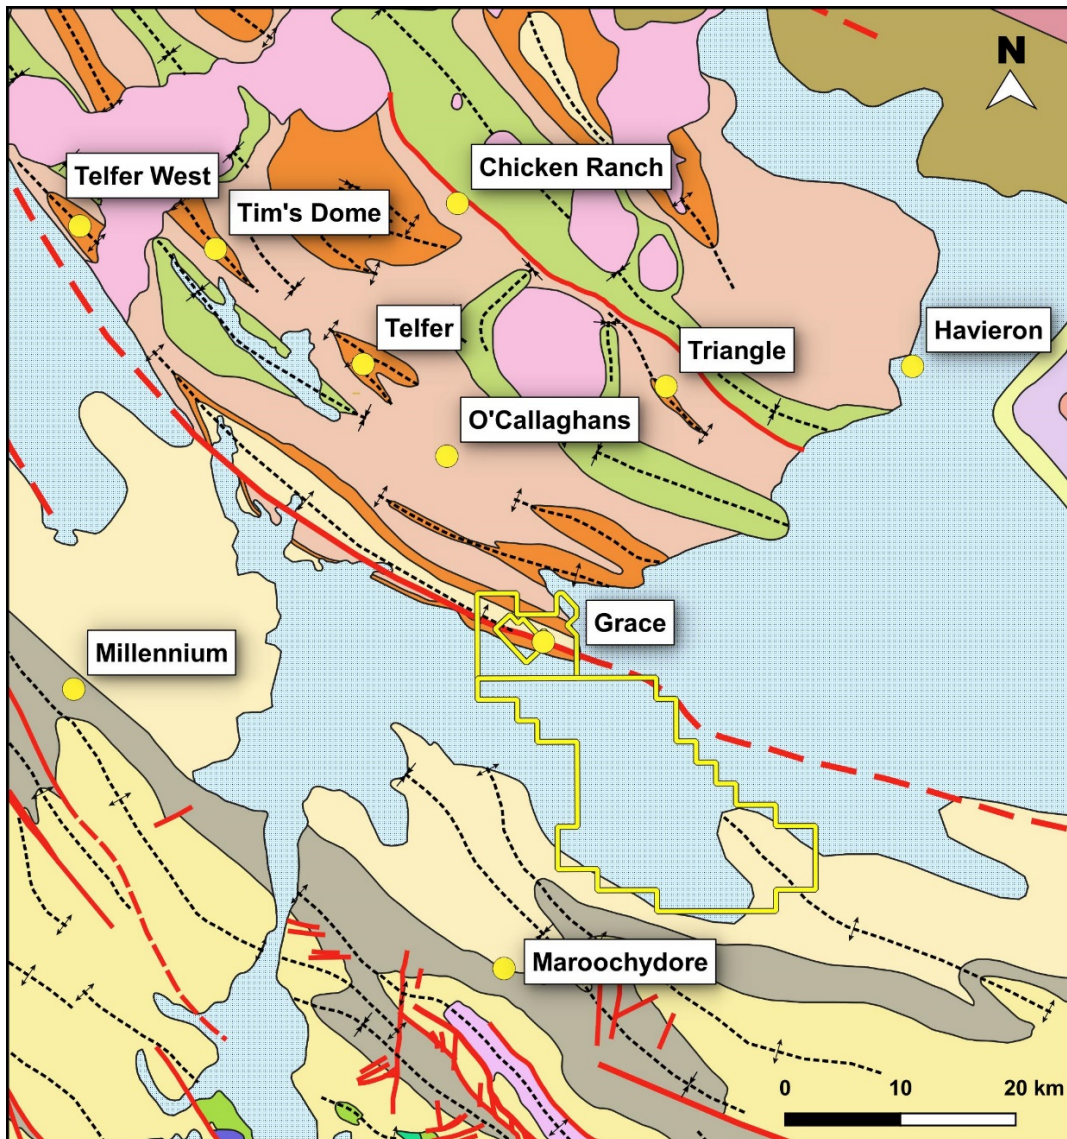 N
Chicken Ranch
Telfer West
Tim's Dome
Telfer
Havieron
Triangle
O'Callaghans
Grace
Millennium
Maroochydore
0 10 20 km